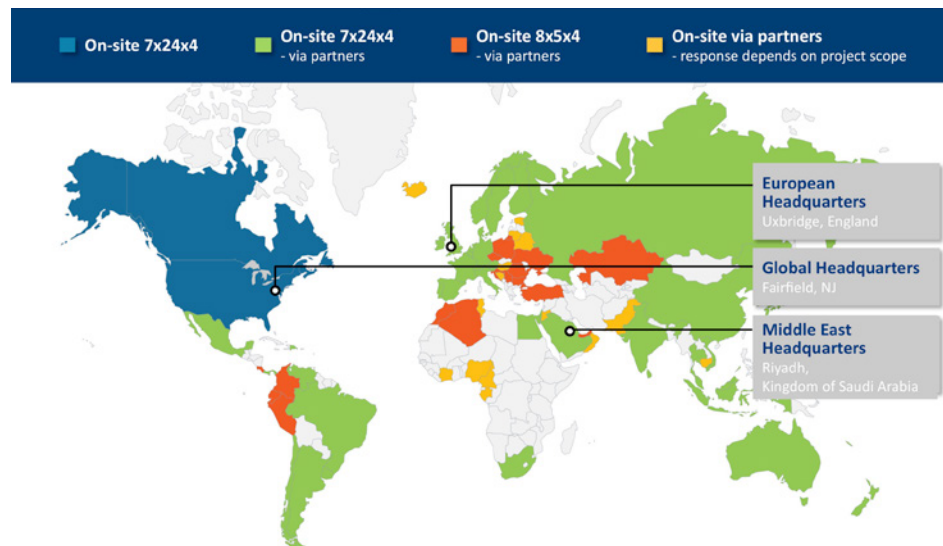 On-site 7x24x4
On-site 7x24x4
- via partners
On-site 8x5x4
- via partners
On-site via partners
- response depends on project scope
European
Headquarters
Uxbridge, England
Global Headquarters
Fairfield, NJ
Middle East
Headquarters
Riyadh,
Kingdom of Saudi Arabia